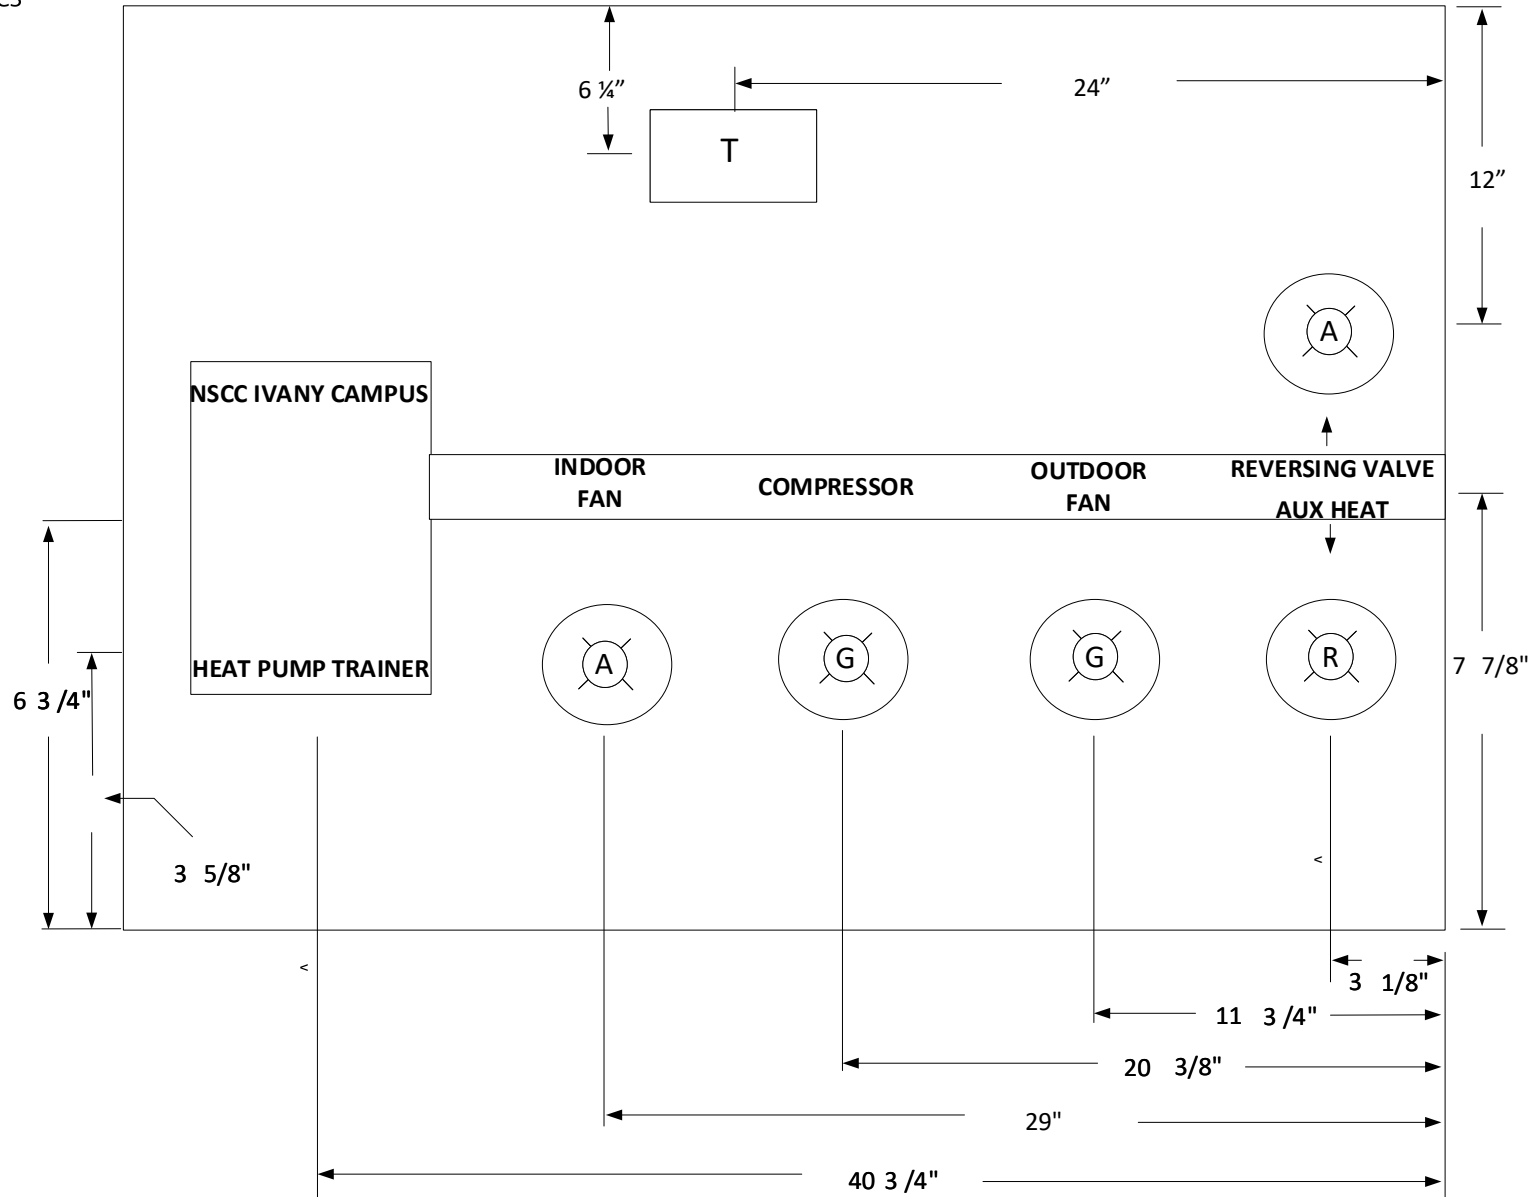 6 ¼”
24”
T
12”
A
NSCC IVANY CAMPUS
INDOOR
FAN
COMPRESSOR
OUTDOOR
FAN
REVERSING VALVE
AUX HEAT
HEAT PUMP TRAINER
A
G
G
R
6 3 /4"
7 7/8"
3 5/8"
<
<
3 1/8"
11 3 /4"
20 3/8"
29"
40 3 /4"